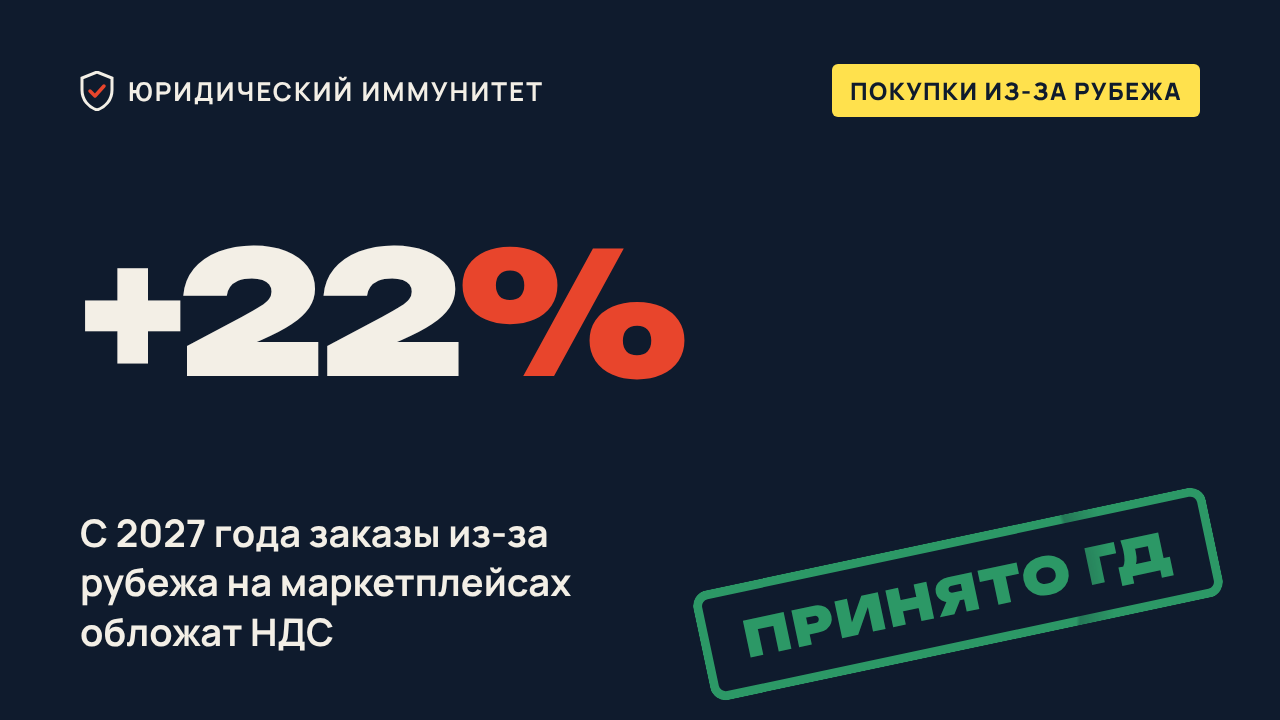 ЮРИДИЧЕСКИЙ ИММУНИТЕТ
ПОКУПКИ ИЗ-ЗА РУБЕЖА
+22%
С 2027 года заказы из-за
рубежа на маркетплейсах
обложат НДС
ПРИНЯТО ГД